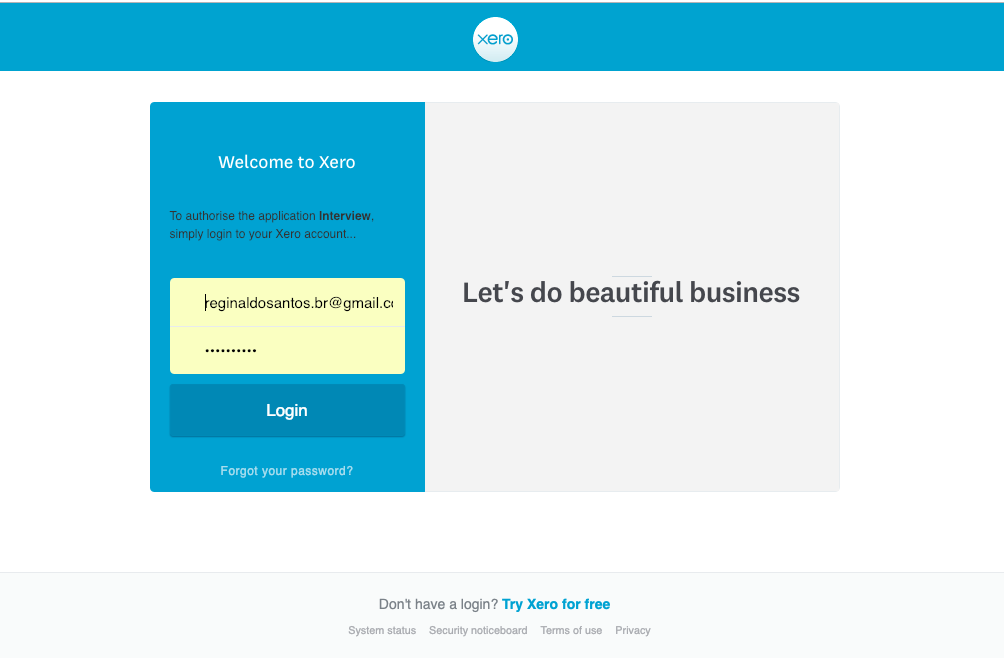 xero
Welcome to Xero
To authorise the application Interview,
simply login to your Xero account...
reginaldosantos.br@gmail.co
••••••••••
Login
Forgot your password?
Let's do beautiful business
Don't have a login? Try Xero for free
System status Security noticeboard Terms of use Privacy